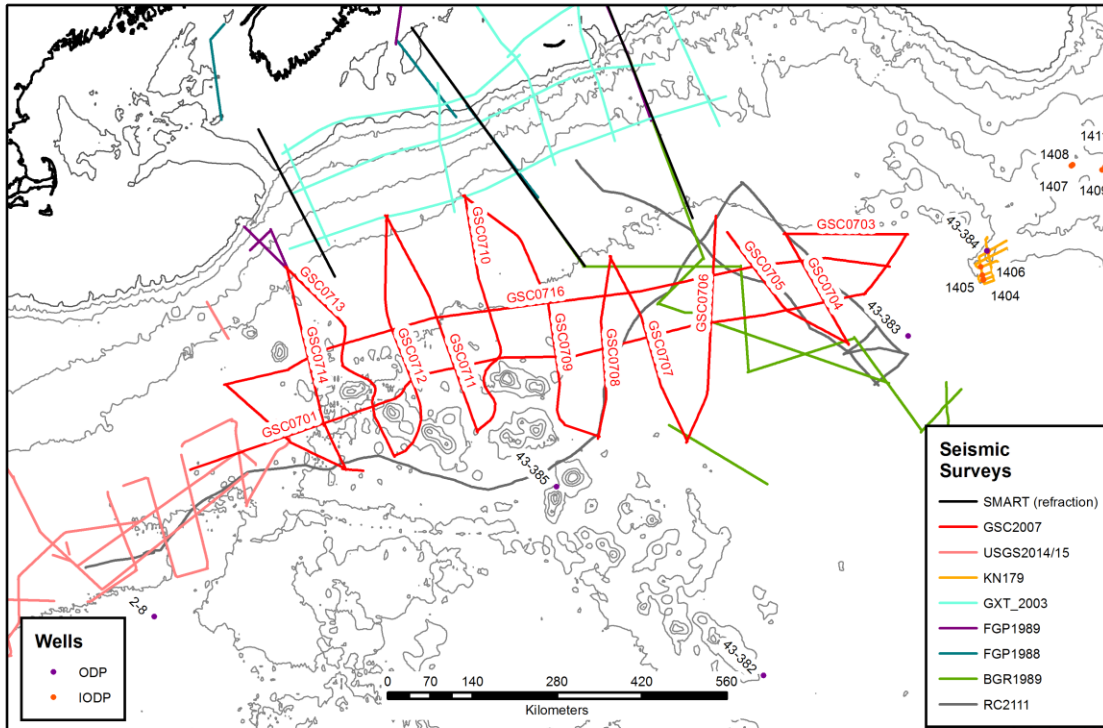 1411
1408
1407
1409
43-384
1406
1405
1404
GSC0703
GSC0710
GSC0705
GSC0704
GSC0706
GSC0713
GSC0716
43-383
GSC0714
GSC0712
GSC0711
GSC0709
GSC0708
GSC0707
GSC0701
43-385
2-8
43-382
Wells
ODP
IODP
0 70 140 280 420 560
Kilometers
Seismic
Surveys
SMART (refraction)
GSC2007
USGS2014/15
KN179
GXT_2003
FGP1989
FGP1988
BGR1989
RC2111